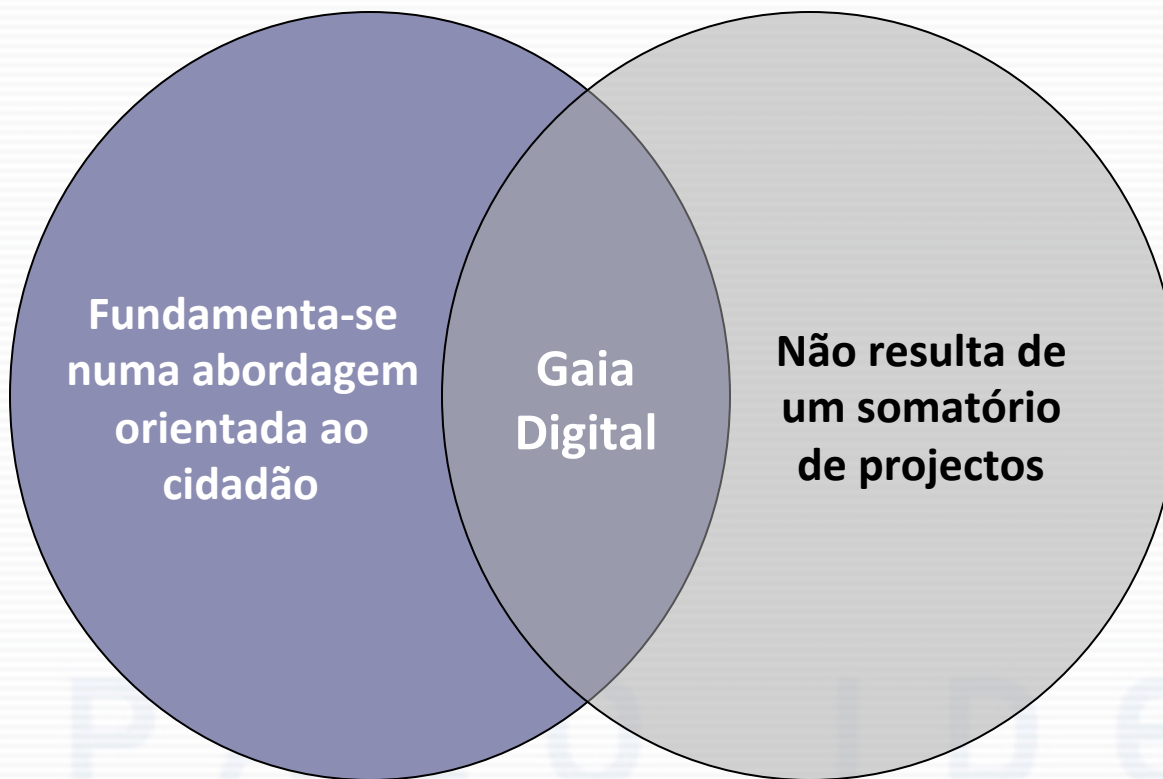 Fundamenta-se
numa abordagem
orientada ao
cidadão
Gaia
Digital
Não resulta de
um somatório
de projectos